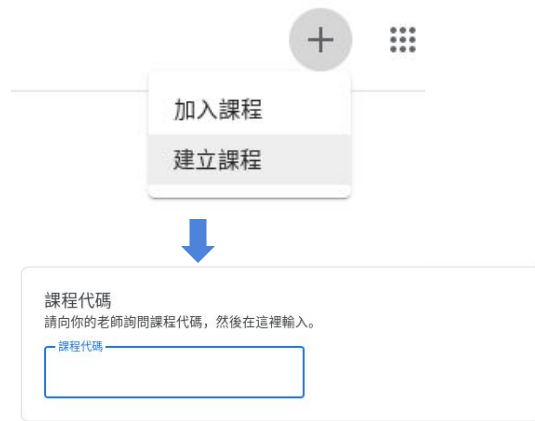 加入課程
建立課程
課程代碼
請向你的老師詢問課程代碼，然後在這裡輸入。
課程代碼